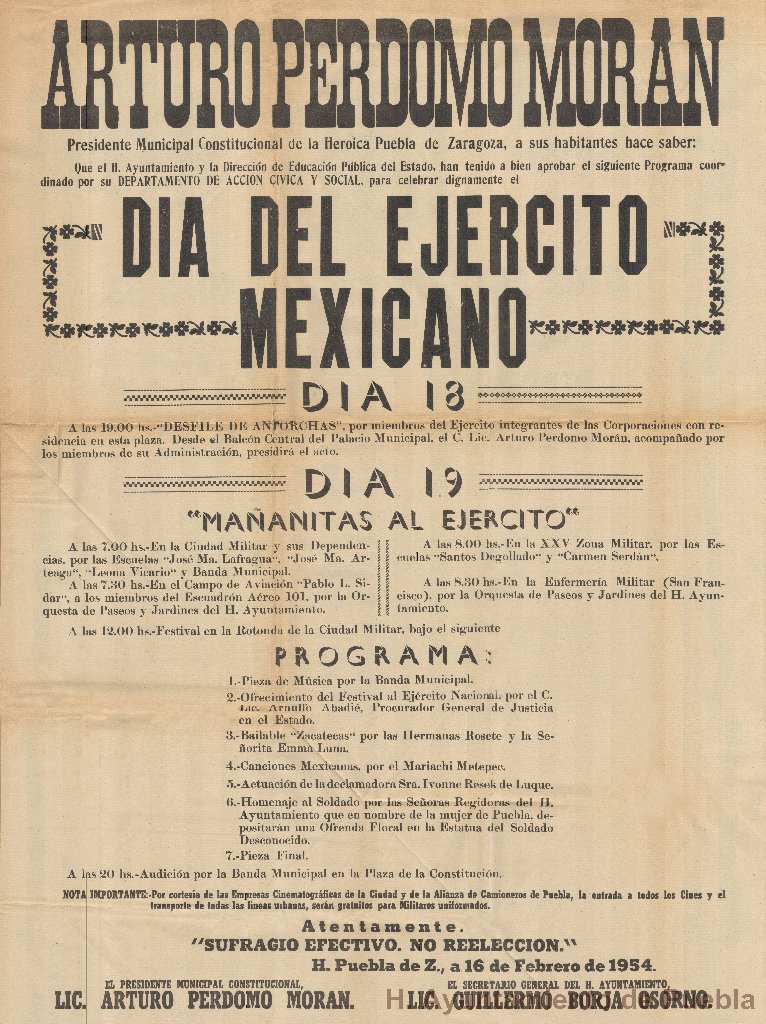 ARTURO PERDOMO MORAN
Presidente Municipal Constitucional de la Heroica Puebla de Zaragoza, a sus habitantes hace saber:
Que el H. Ayuntamiento y la Dirección de Educación Pública del Estado, han tenido a bien aprobar el siguiente Programa coor-
dinado por su DEPARTAMENTO DE ACCION CIVICA Y SOCIAL, para celebrar dignamente el
DIA DEL EJERCITO
MEXICANO
DIA 18
A las 19.00 hs.-"DESFILE DE ANTORCHAS", por miembros del Ejercito integrantes de las Corporaciones con re-
sidencia en esta plaza. Desde el Balcón Central del Palacio Municipal, el C. Lic. Arturo Perdomo Morán, acompañado por
los miembros de su Administración, presidirá el acto.
DIA 19
"MAÑANITAS AL EJERCITO"
A las 7.00 hs.-En la Ciudad Militar y sus Dependen-
cias, por las Escuelas "José Ma. Lafragua", "José Ma. Ar-
teaga", "Leona Vicario" y Banda Municipal.
A las 7.30 hs.-En el Campo de Aviación "Pablo L. Si-
dar", a los miembros del Escuadrón Aéreo 101, por la Or-
questa de Paseos y Jardines del H. Ayuntamiento.
A las 8.00 hs.-En la XXV Zona Militar, por las Es-
cuelas "Santos Degollado" y "Carmen Serdán".
A las 8.30 hs.-En la Enfermería Militar (San Fran-
cisco), por la Orquesta de Paseos y Jardines del H. Ayun-
tamiento.
A las 12.00 hs.-Festival en la Rotonda de la Ciudad Militar, bajo el siguiente
PROGRAMA:
1.-Pieza de Música por la Banda Municipal.
2.-Ofrecimiento del Festival al Ejército Nacional, por el C.
Lic. Arnulfo Abadié, Procurador General de Justicia
en el Estado.
3.-Bailable "Zacatecas" por las Hermanas Rosete y la Se-
ñorita Emma Luna.
4.-Canciones Mexicanas, por el Mariachi Metepec.
5.-Actuación de la declamadora Sra. Ivonne Resek de Luque.
6.-Homenaje al Soldado por las Señoras Regidoras del H.
Ayuntamiento que en nombre de la mujer de Puebla, de-
positarán una Ofrenda Floral en la Estatua del Soldado
Desconocido.
7.-Pieza Final.
A las 20 hs.-Audición por la Banda Municipal en la Plaza de la Constitución.
NOTA IMPORTANTE:-Por cortesía de las Empresas Cinematográficas de la Ciudad y de la Alianza de Camioneros de Puebla, la entrada a todos los Cines y el
transporte de todas las líneas urbanas, serán gratuitos para Militares uniformados.
Atentamente.
"SUFRAGIO EFECTIVO. NO REELECCION."
H. Puebla de Z., a 16 de Febrero de 1954.
EL PRESIDENTE MUNICIPAL CONSTITUCIONAL,
LIC. ARTURO PERDOMO MORAN.
EL SECRETARIO GENERAL DEL H. AYUNTAMIENTO,
LIC. GUILLERMO BORJA OSORNO.
H. Ayuntamiento de Puebla